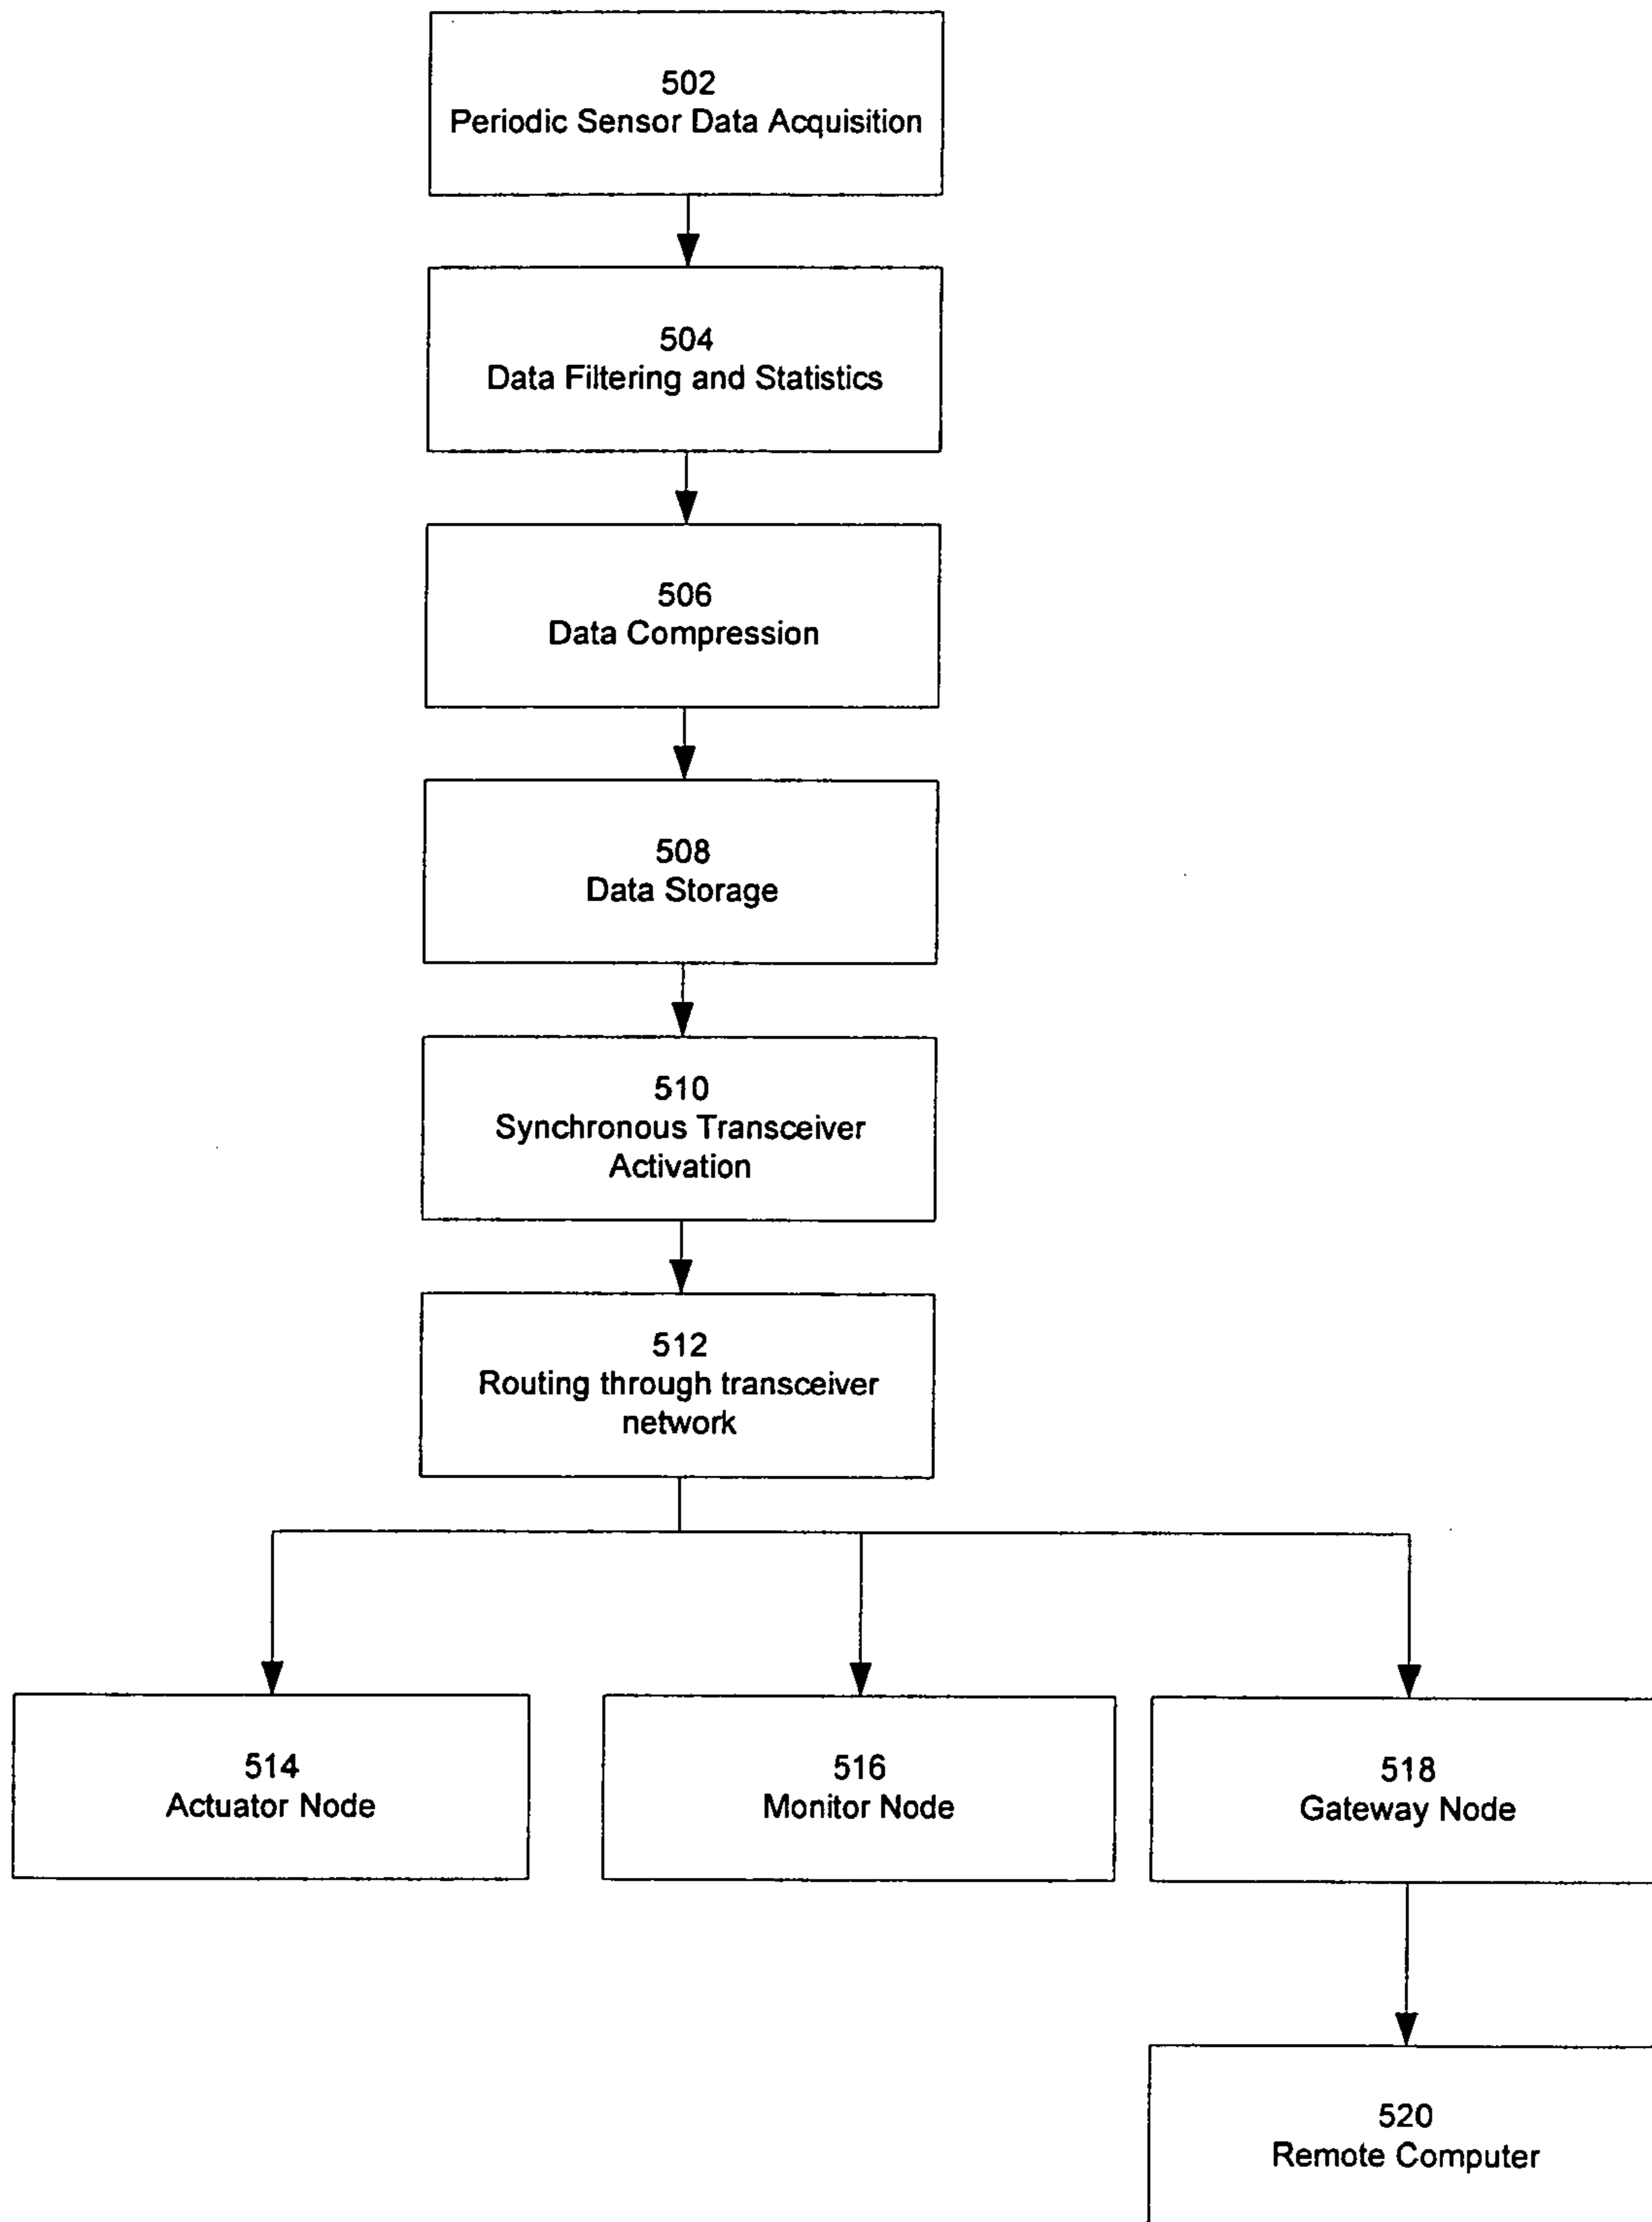 502
Periodic Sensor Data Acquisition
504
Data Filtering and Statistics
506
Data Compression
508
Data Storage
510
Synchronous Transceiver
Activation
512
Routing through transceiver
network
514
Actuator Node
516
Monitor Node
518
Gateway Node
520
Remote Computer